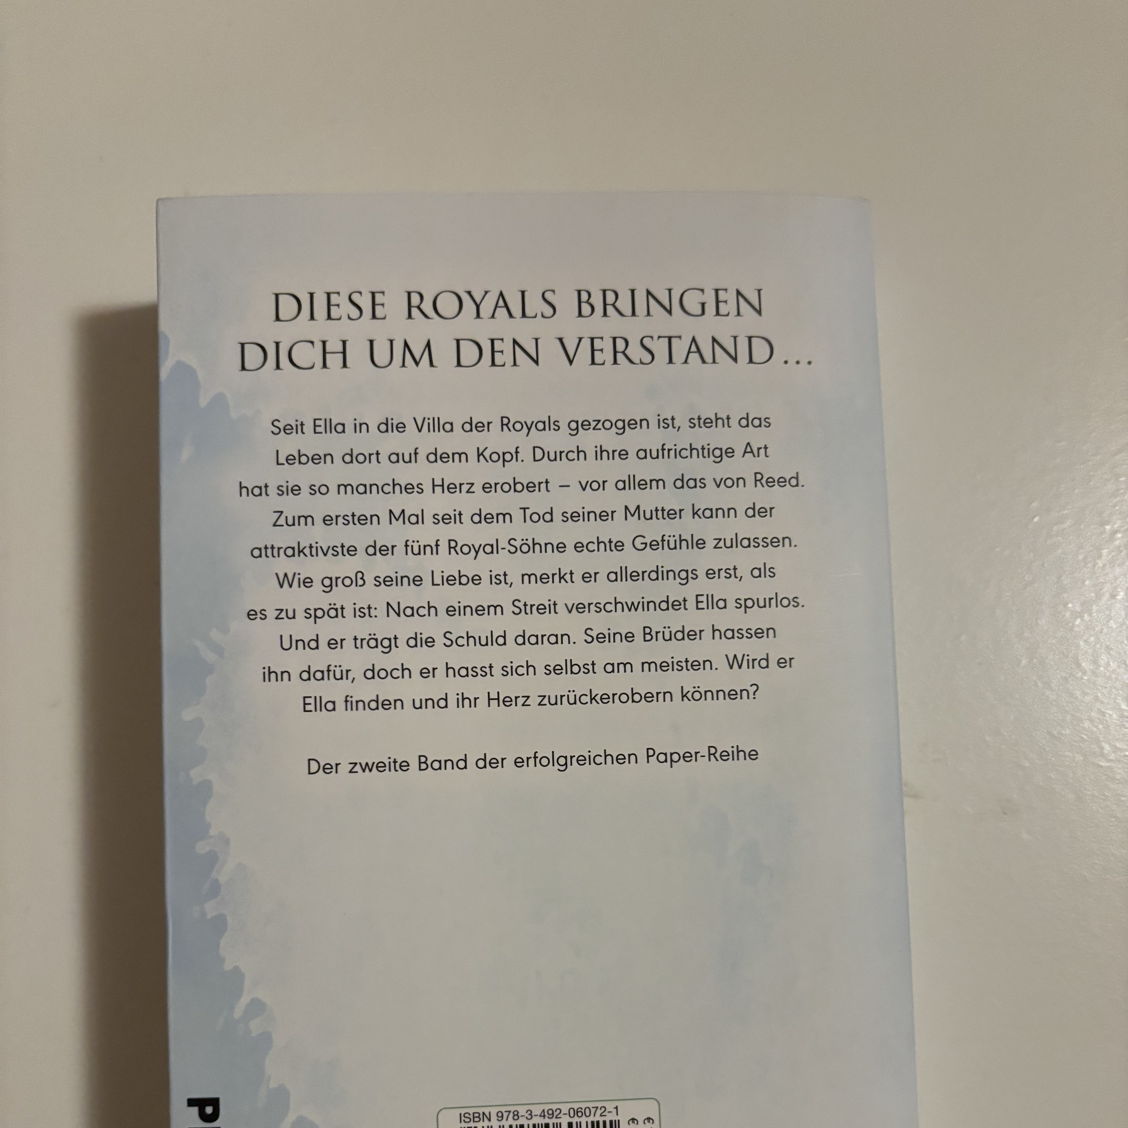 DIESE ROYALS BRINGEN
DICH UM DEN VERSTAND...
Seit Ella in die Villa der Royals gezogen ist, steht das
Leben dort auf dem Kopf. Durch ihre aufrichtige Art
hat sie so manches Herz erobert – vor allem das von Reed.
Zum ersten Mal seit dem Tod seiner Mutter kann der
attraktivste der fünf Royal-Söhne echte Gefühle zulassen.
Wie groß seine Liebe ist, merkt er allerdings erst, als
es zu spät ist: Nach einem Streit verschwindet Ella spurlos.
Und er trägt die Schuld daran. Seine Brüder hassen
ihn dafür, doch er hasst sich selbst am meisten. Wird er
Ella finden und ihr Herz zurückerobern können?
Der zweite Band der erfolgreichen Paper-Reihe
ISBN 978-3-492-06072-1